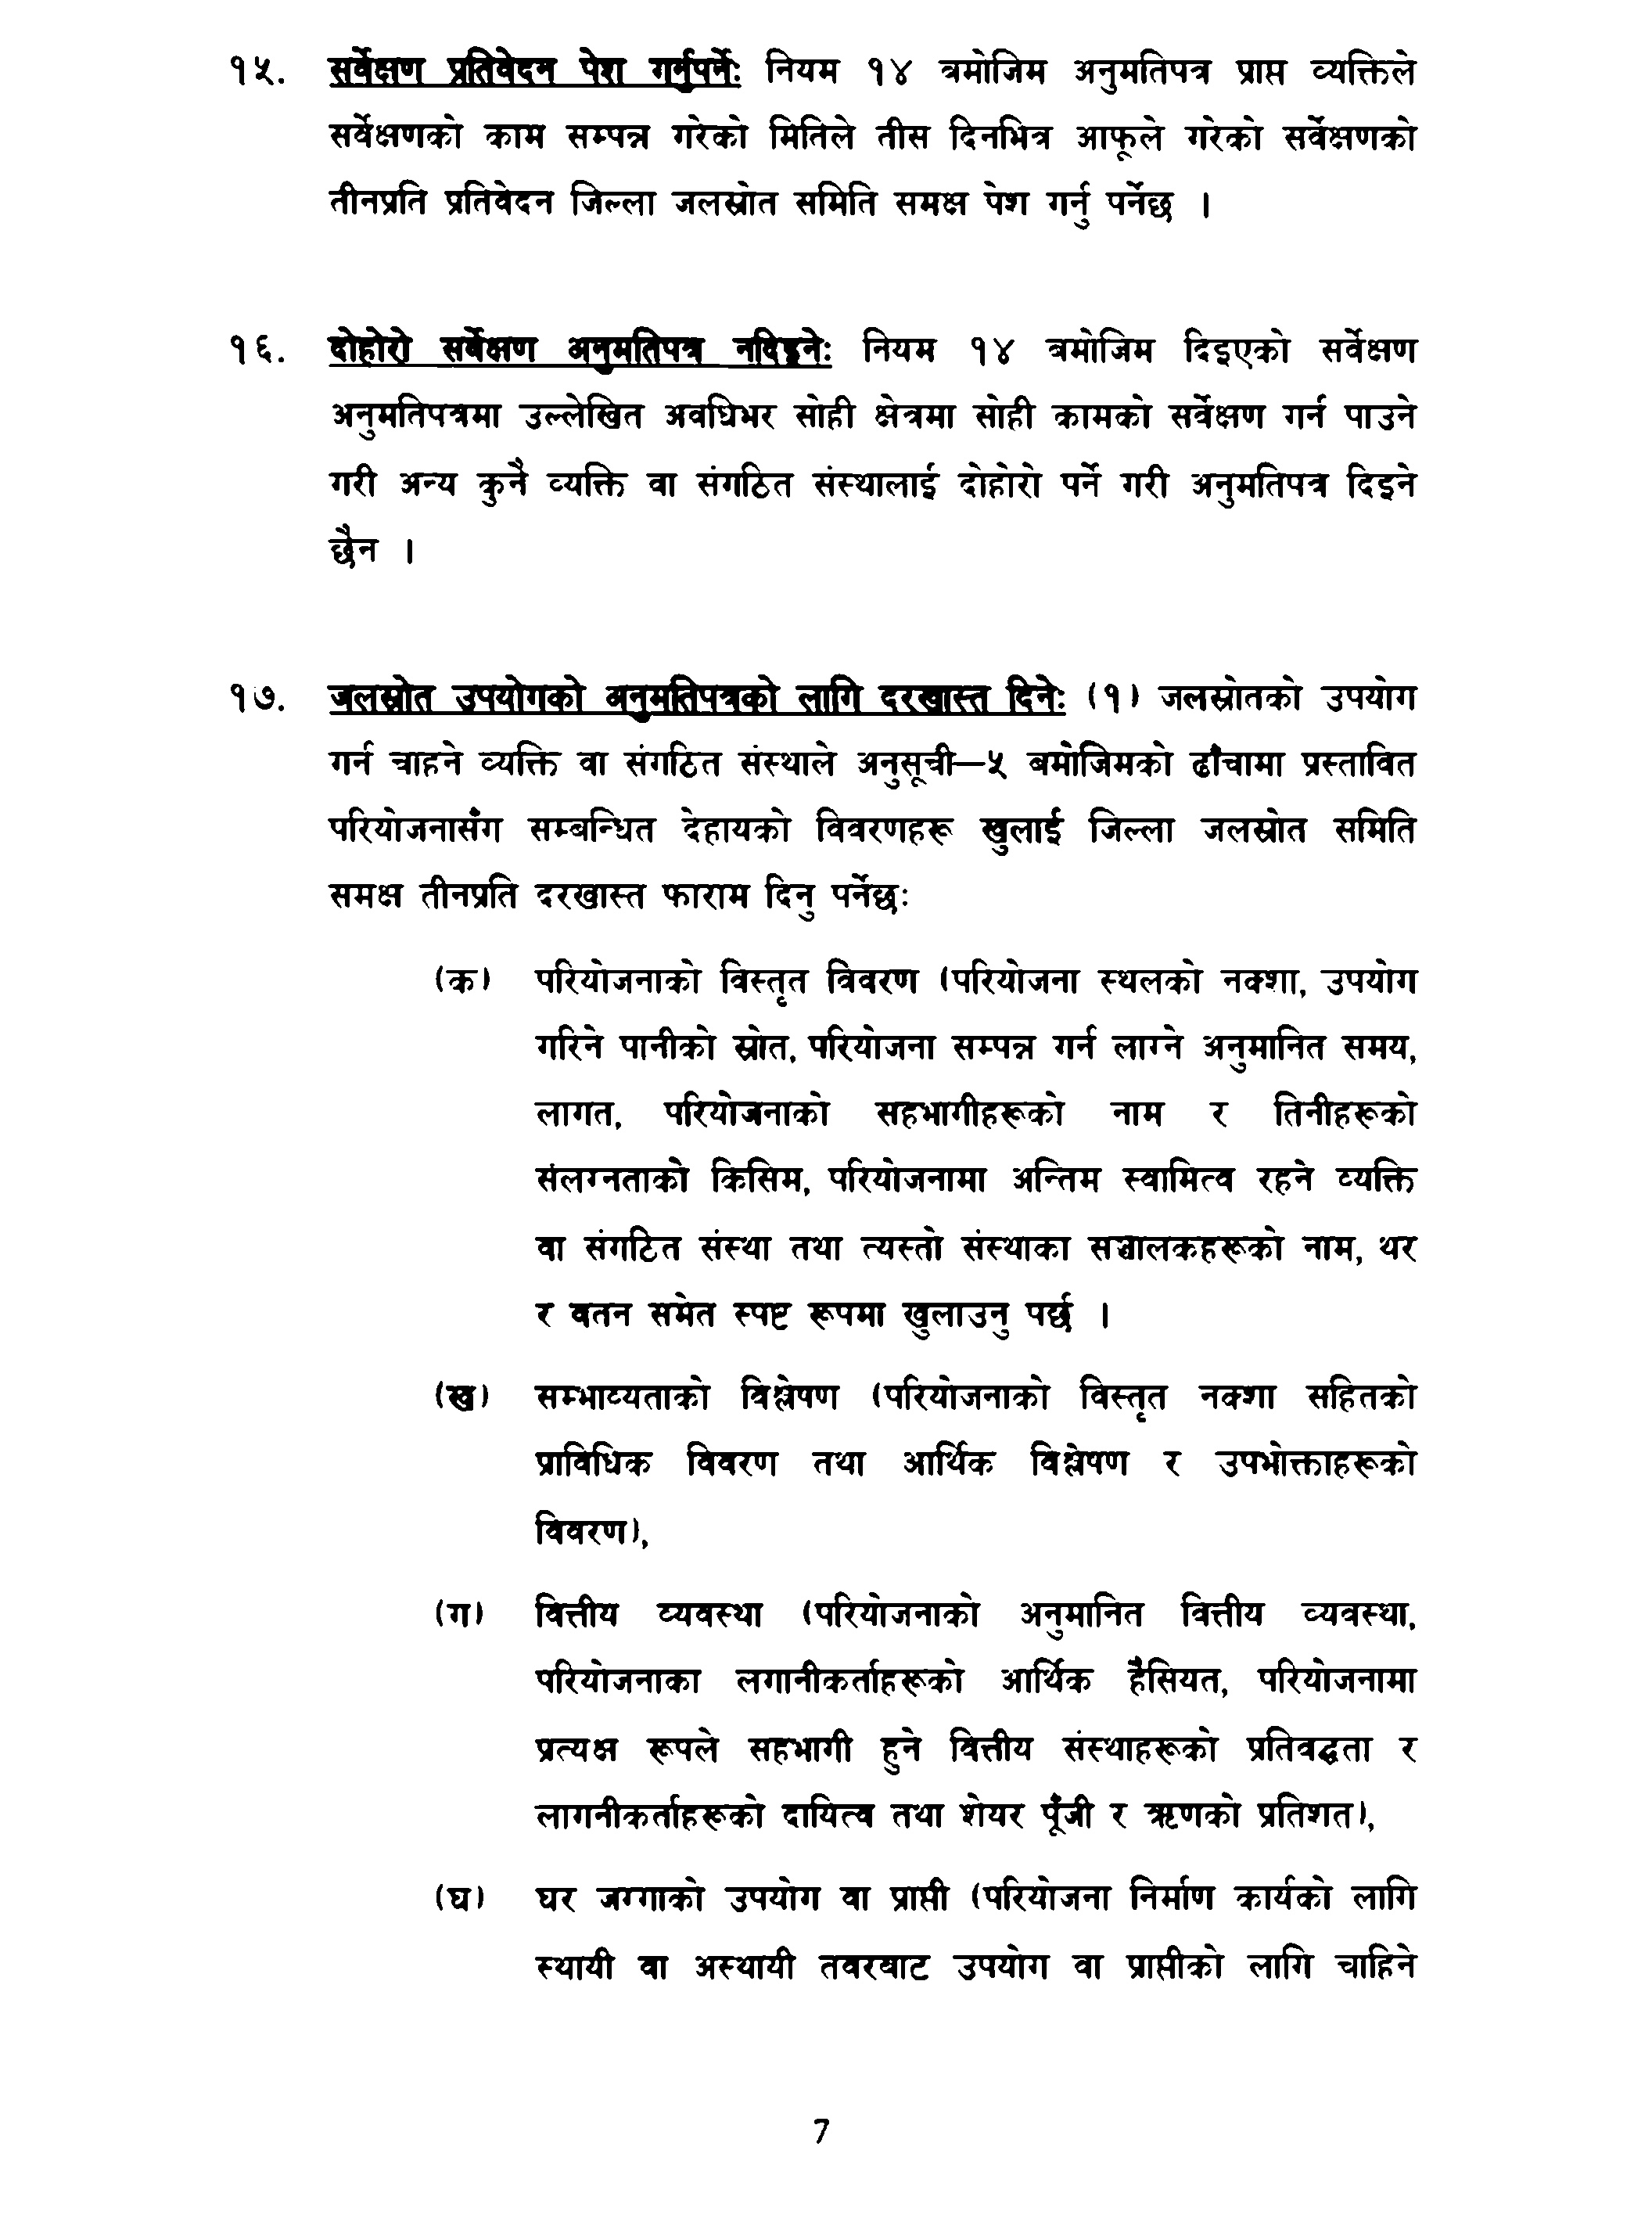 १५. सर्वेक्षण प्रतिवेदन पेश गर्नुपर्नेः नियम १४ बमोजिम अनुमतिपत्र प्राप्त व्यक्तिले
सर्वेक्षणको काम सम्पन्न गरेको मितिले तीस दिनभित्र आफूले गरेको सर्वेक्षणको
तीनप्रति प्रतिवेदन जिल्ला जलस्रोत समिति समक्ष पेश गर्नु पर्नेछ ।
१६. दोहोरो सर्वेक्षण अनुमतिपत्र नदिइनेः नियम १४ बमोजिम दिइएको सर्वेक्षण
अनुमतिपत्रमा उल्लेखित अवधिभर सोही क्षेत्रमा सोही कामको सर्वेक्षण गर्न पाउने
गरी अन्य कुनै व्यक्ति वा संगठित संस्थालाई दोहोरो पर्ने गरी अनुमतिपत्र दिइने
छैन ।
१७. जलस्रोत उपयोगको अनुमतिपत्रको लागि दरखास्त दिनेः (१) जलस्रोतको उपयोग
गर्न चाहने व्यक्ति वा संगठित संस्थाले अनुसूची—५ बमोजिमको ढाँचामा प्रस्तावित
परियोजनासँग सम्बन्धित देहायको विवरणहरू खुलाई जिल्ला जलस्रोत समिति
समक्ष तीनप्रति दरखास्त फाराम दिनु पर्नेछः
(क) परियोजनाको विस्तृत विवरण (परियोजना स्थलको नक्शा, उपयोग
गरिने पानीको स्रोत, परियोजना सम्पन्न गर्न लाग्ने अनुमानित समय,
लागत, परियोजनाको सहभागीहरूको नाम र तिनीहरूको
संलग्नताको किसिम, परियोजनामा अन्तिम स्वामित्व रहने व्यक्ति
वा संगठित संस्था तथा त्यस्तो संस्थाका सञ्चालकहरूको नाम, थर
र वतन समेत स्पष्ट रूपमा खुलाउनु पर्छ ।
(ख) सम्भाव्यताको विश्लेषण (परियोजनाको विस्तृत नक्शा सहितको
प्राविधिक विवरण तथा आर्थिक विश्लेषण र उपभोक्ताहरूको
विवरण),
(ग) वित्तीय व्यवस्था (परियोजनाको अनुमानित वित्तीय व्यवस्था,
परियोजनाका लगानीकर्ताहरूको आर्थिक हैसियत, परियोजनामा
प्रत्यक्ष रूपले सहभागी हुने वित्तीय संस्थाहरूको प्रतिबद्धता र
लागनीकर्ताहरूको दायित्व तथा शेयर पूँजी र ऋणको प्रतिशत),
(घ) घर जग्गाको उपयोग वा प्राप्ती (परियोजना निर्माण कार्यको लागि
स्थायी वा अस्थायी तवरबाट उपयोग वा प्राप्तीको लागि चाहिने
7